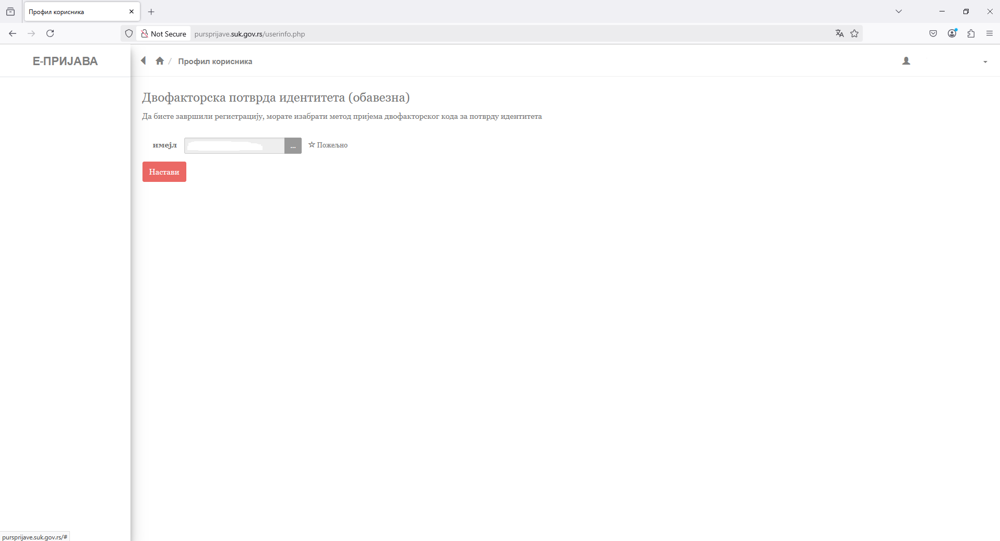 Профил корисника
Not Secure
pursprijave.suk.gov.rs/userinfo.php
Е-ПРИЈАВА
/ Профил корисника
Двофакторска потврда идентитета (обавезна)
Да бисте завршили регистрацију, морате изабрати метод пријема двофакторског кода за потврду идентитета
имејл ... Пожељно
Настави
pursprijave.suk.gov.rs/#